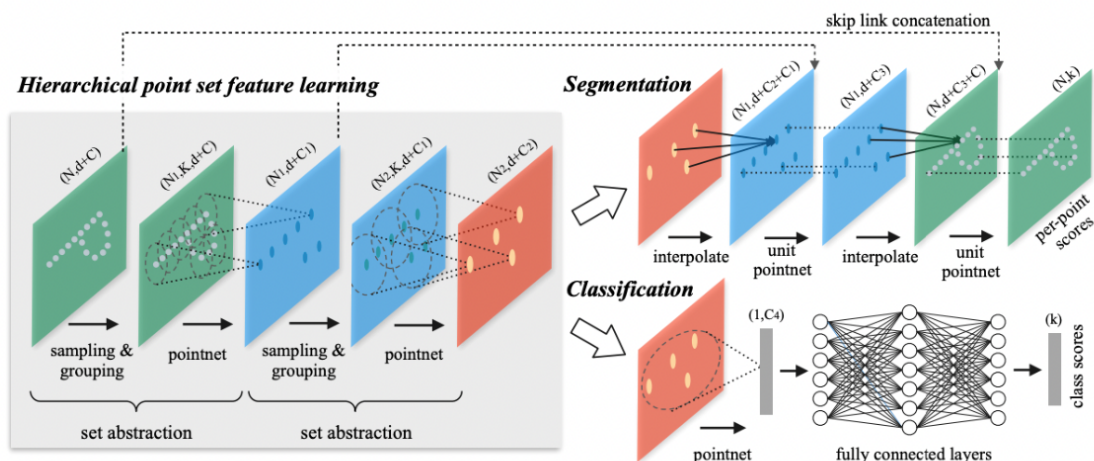 skip link concatenation
Hierarchical point set feature learning
(N,d+C)
(N1,K,d+C)
(N1,d+C1)
(N2,K,d+C1)
(N2,d+C2)
sampling &
grouping
pointnet
sampling &
grouping
pointnet
set abstraction
set abstraction
Segmentation
(N1,d+C2+C1)
(N1,d+C3)
(N,d+C3+C)
(N,k)
per-point
scores
interpolate
unit
pointnet
interpolate
unit
pointnet
Classification
(1,C4)
(k)
class scores
pointnet
fully connected layers